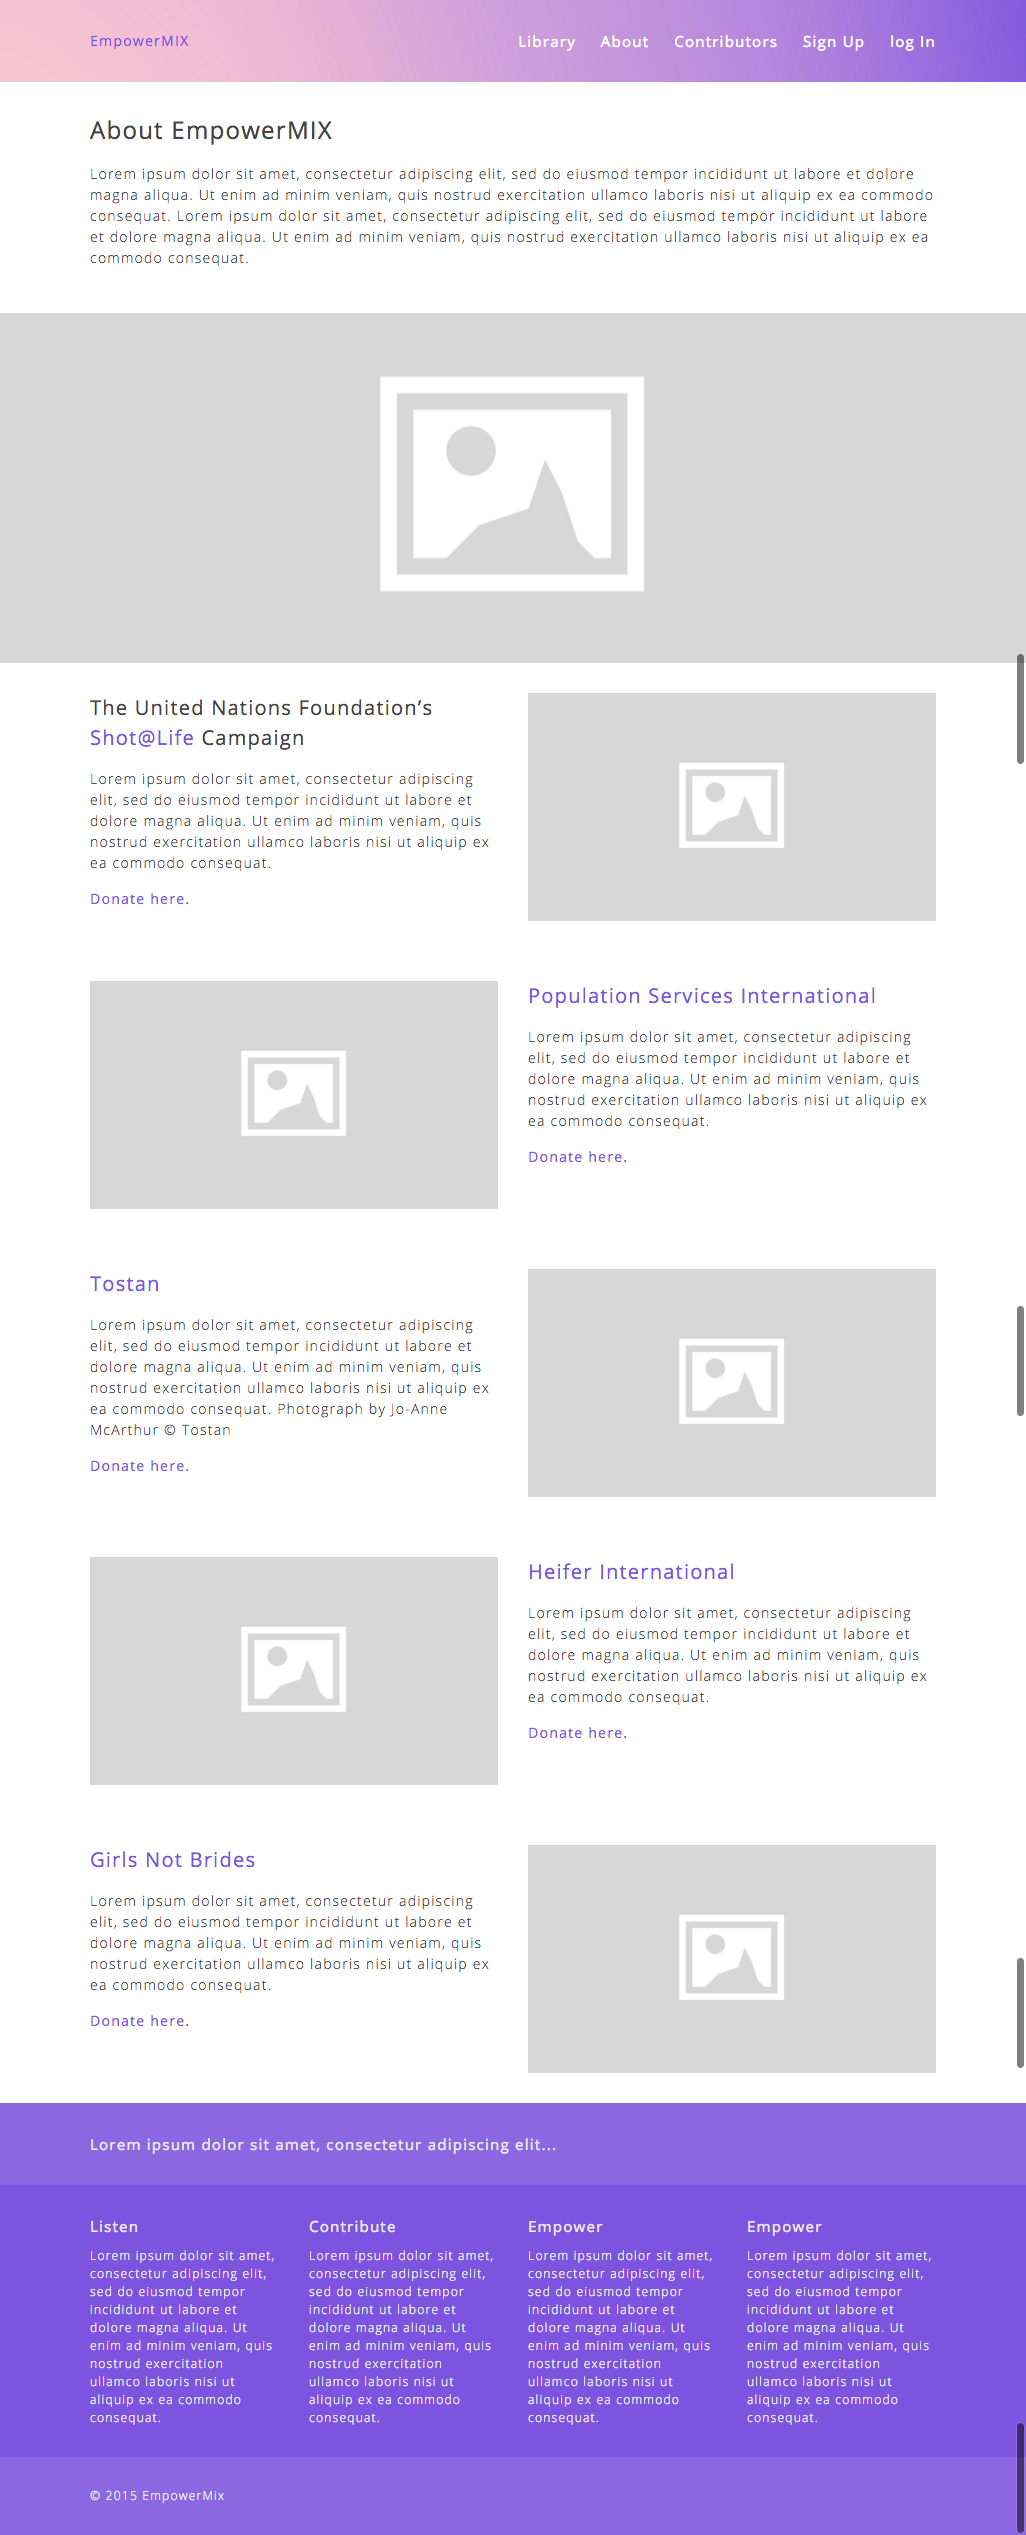 EmpowerMIX
Library About Contributors Sign Up log In
About EmpowerMIX
Lorem ipsum dolor sit amet, consectetur adipiscing elit, sed do eiusmod tempor incididunt ut labore et dolore
magna aliqua. Ut enim ad minim veniam, quis nostrud exercitation ullamco laboris nisi ut aliquip ex ea commodo
consequat. Lorem ipsum dolor sit amet, consectetur adipiscing elit, sed do eiusmod tempor incididunt ut labore
et dolore magna aliqua. Ut enim ad minim veniam, quis nostrud exercitation ullamco laboris nisi ut aliquip ex ea
commodo consequat.
The United Nations Foundation’s
Shot@Life Campaign
Lorem ipsum dolor sit amet, consectetur adipiscing
elit, sed do eiusmod tempor incididunt ut labore et
dolore magna aliqua. Ut enim ad minim veniam, quis
nostrud exercitation ullamco laboris nisi ut aliquip ex
ea commodo consequat.
Donate here.
Population Services International
Lorem ipsum dolor sit amet, consectetur adipiscing
elit, sed do eiusmod tempor incididunt ut labore et
dolore magna aliqua. Ut enim ad minim veniam, quis
nostrud exercitation ullamco laboris nisi ut aliquip ex
ea commodo consequat.
Donate here.
Tostan
Lorem ipsum dolor sit amet, consectetur adipiscing
elit, sed do eiusmod tempor incididunt ut labore et
dolore magna aliqua. Ut enim ad minim veniam, quis
nostrud exercitation ullamco laboris nisi ut aliquip ex
ea commodo consequat. Photograph by Jo-Anne
McArthur © Tostan
Donate here.
Heifer International
Lorem ipsum dolor sit amet, consectetur adipiscing
elit, sed do eiusmod tempor incididunt ut labore et
dolore magna aliqua. Ut enim ad minim veniam, quis
nostrud exercitation ullamco laboris nisi ut aliquip ex
ea commodo consequat.
Donate here.
Girls Not Brides
Lorem ipsum dolor sit amet, consectetur adipiscing
elit, sed do eiusmod tempor incididunt ut labore et
dolore magna aliqua. Ut enim ad minim veniam, quis
nostrud exercitation ullamco laboris nisi ut aliquip ex
ea commodo consequat.
Donate here.
Lorem ipsum dolor sit amet, consectetur adipiscing elit...
Listen
Lorem ipsum dolor sit amet,
consectetur adipiscing elit,
sed do eiusmod tempor
incididunt ut labore et
dolore magna aliqua. Ut
enim ad minim veniam, quis
nostrud exercitation
ullamco laboris nisi ut
aliquip ex ea commodo
consequat.
Contribute
Lorem ipsum dolor sit amet,
consectetur adipiscing elit,
sed do eiusmod tempor
incididunt ut labore et
dolore magna aliqua. Ut
enim ad minim veniam, quis
nostrud exercitation
ullamco laboris nisi ut
aliquip ex ea commodo
consequat.
Empower
Lorem ipsum dolor sit amet,
consectetur adipiscing elit,
sed do eiusmod tempor
incididunt ut labore et
dolore magna aliqua. Ut
enim ad minim veniam, quis
nostrud exercitation
ullamco laboris nisi ut
aliquip ex ea commodo
consequat.
Empower
Lorem ipsum dolor sit amet,
consectetur adipiscing elit,
sed do eiusmod tempor
incididunt ut labore et
dolore magna aliqua. Ut
enim ad minim veniam, quis
nostrud exercitation
ullamco laboris nisi ut
aliquip ex ea commodo
consequat.
© 2015 EmpowerMix